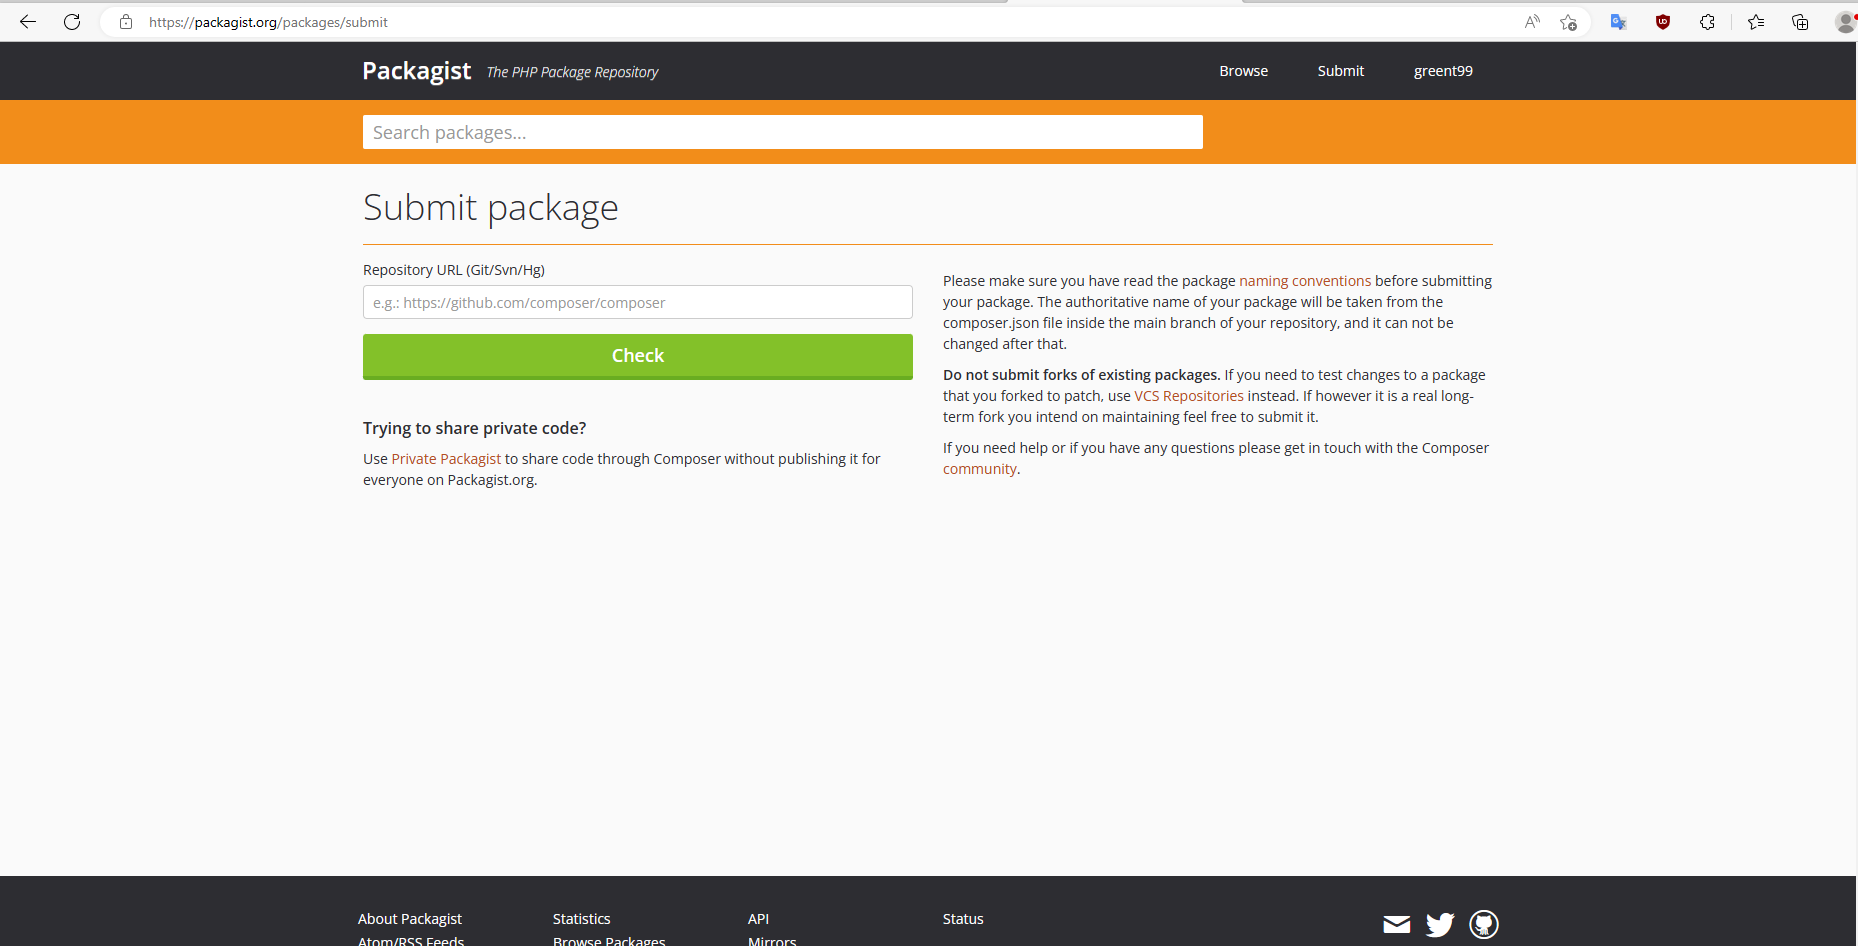 https://packagist.org/packages/submit
Packagist The PHP Package Repository
Browse Submit greent99
Search packages...
Submit package
Repository URL (Git/Svn/Hg)
e.g.: https://github.com/composer/composer
Check
Trying to share private code?
Use Private Packagist to share code through Composer without publishing it for
everyone on Packagist.org.
Please make sure you have read the package naming conventions before submitting
your package. The authoritative name of your package will be taken from the
composer.json file inside the main branch of your repository, and it can not be
changed after that.
Do not submit forks of existing packages. If you need to test changes to a package
that you forked to patch, use VCS Repositories instead. If however it is a real long-
term fork you intend on maintaining feel free to submit it.
If you need help or if you have any questions please get in touch with the Composer
community.
About Packagist Statistics API Status
Atom/RSS Feeds Browse Packages Mirrors